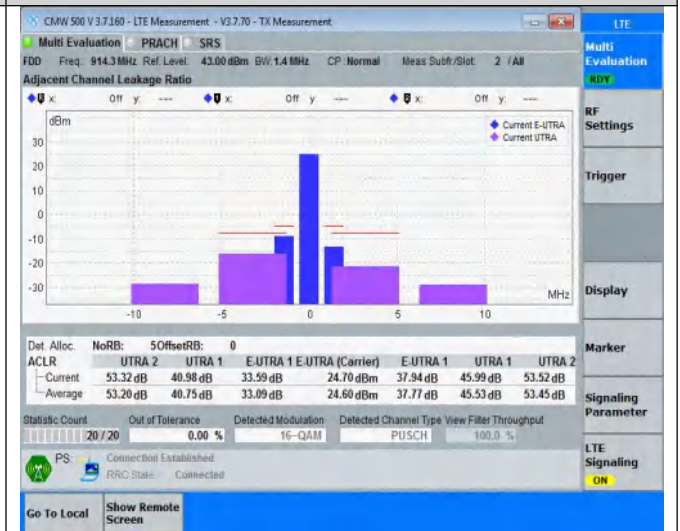 CMW 500 V 3.7.160 - LTE Measurement - V3.7.70 - TX Measurement
LTE
Multi Evaluation PRACH SRS
Multi Evaluation
RDY
FDD Freq.: 914.3 MHz Ref. Level: 43.00 dBm BW: 1.4 MHz CP: Normal Meas Subfr./Slot: 2 / All
Adjacent Channel Leakage Ratio
x: Off y: --- x: Off y: --- x: Off y: ---
dBm
Current E-UTRA
Current UTRA
30
20
10
0
-10
-20
-30
MHz
-10 -5 0 5 10
RF Settings
Trigger
Display
Marker
Signaling Parameter
LTE Signaling
ON
Det. Alloc. NoRB: 5OffsetRB: 0
ACLR UTRA 2 UTRA 1 E-UTRA 1 E-UTRA (Carrier) E-UTRA 1 UTRA 1 UTRA 2
Current 53.32 dB 40.98 dB 33.59 dB 24.70 dBm 37.94 dB 45.99 dB 53.52 dB
Average 53.20 dB 40.75 dB 33.09 dB 24.60 dBm 37.77 dB 45.53 dB 53.45 dB
Statistic Count Out of Tolerance Detected Modulation Detected Channel Type View Filter Throughput
20 / 20 0.00 % 16-QAM PUSCH 100.0 %
PS: Connection Established
RRC State: Connected
Go To Local
Show Remote Screen